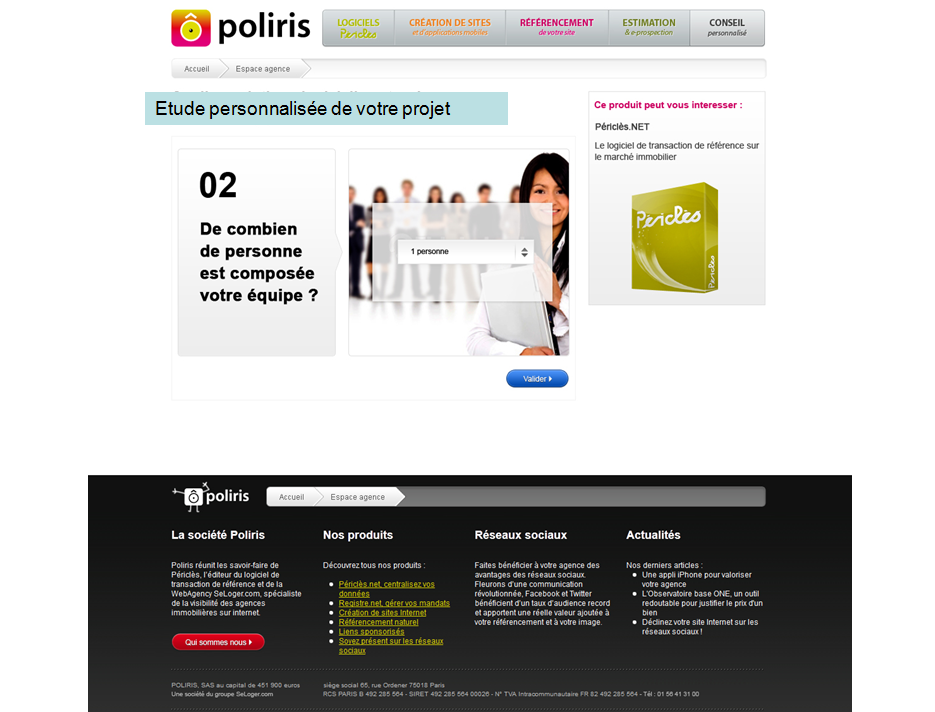 poliris
LOGICIELS
Périclès
CRÉATION DE SITES
et d'applications mobiles
RÉFÉRENCEMENT
de votre site
ESTIMATION
& e-prospection
CONSEIL
personnalisé
Accueil
Espace agence
Etude personnalisée de votre projet
02
De combien
de personne
est composée
votre équipe ?
1 personne
Valider
Ce produit peut vous interesser :
Périclès.NET
Le logiciel de transaction de référence sur
le marché immobilier
Périclès
Périclès
poliris
Accueil
Espace agence
La société Poliris
Poliris réunit les savoir-faire de
Périclès, l'éditeur du logiciel de
transaction de référence et de la
WebAgency SeLoger.com, spécialiste
de la visibilité des agences
immobilières sur internet.
Qui sommes nous
Nos produits
Découvrez tous nos produits :
Périclès.net, centralisez vos
données
Registre.net, gérer vos mandats
Création de sites Internet
Référencement naturel
Liens sponsorisés
Soyez présent sur les réseaux
sociaux
Réseaux sociaux
Faites bénéficier à votre agence des
avantages des réseaux sociaux.
Fleurons d'une communication
révolutionnée, Facebook et Twitter
bénéficient d'un taux d'audience record
et apportent une réelle valeur ajoutée à
votre référencement et à votre image.
Actualités
Nos derniers articles :
Une appli iPhone pour valoriser
votre agence
L'Observatoire base ONE, un outil
redoutable pour justifier le prix d'un
bien
Déclinez votre site Internet sur les
réseaux sociaux !
POLIRIS, SAS au capital de 451 900 euros
Une société du groupe SeLoger.com
siège social 65, rue Ordener 75018 Paris
RCS PARIS B 492 285 564 - SIRET 492 285 564 00026 - N° TVA Intracommunautaire FR 82 492 285 564 - Tél : 01 56 41 31 00